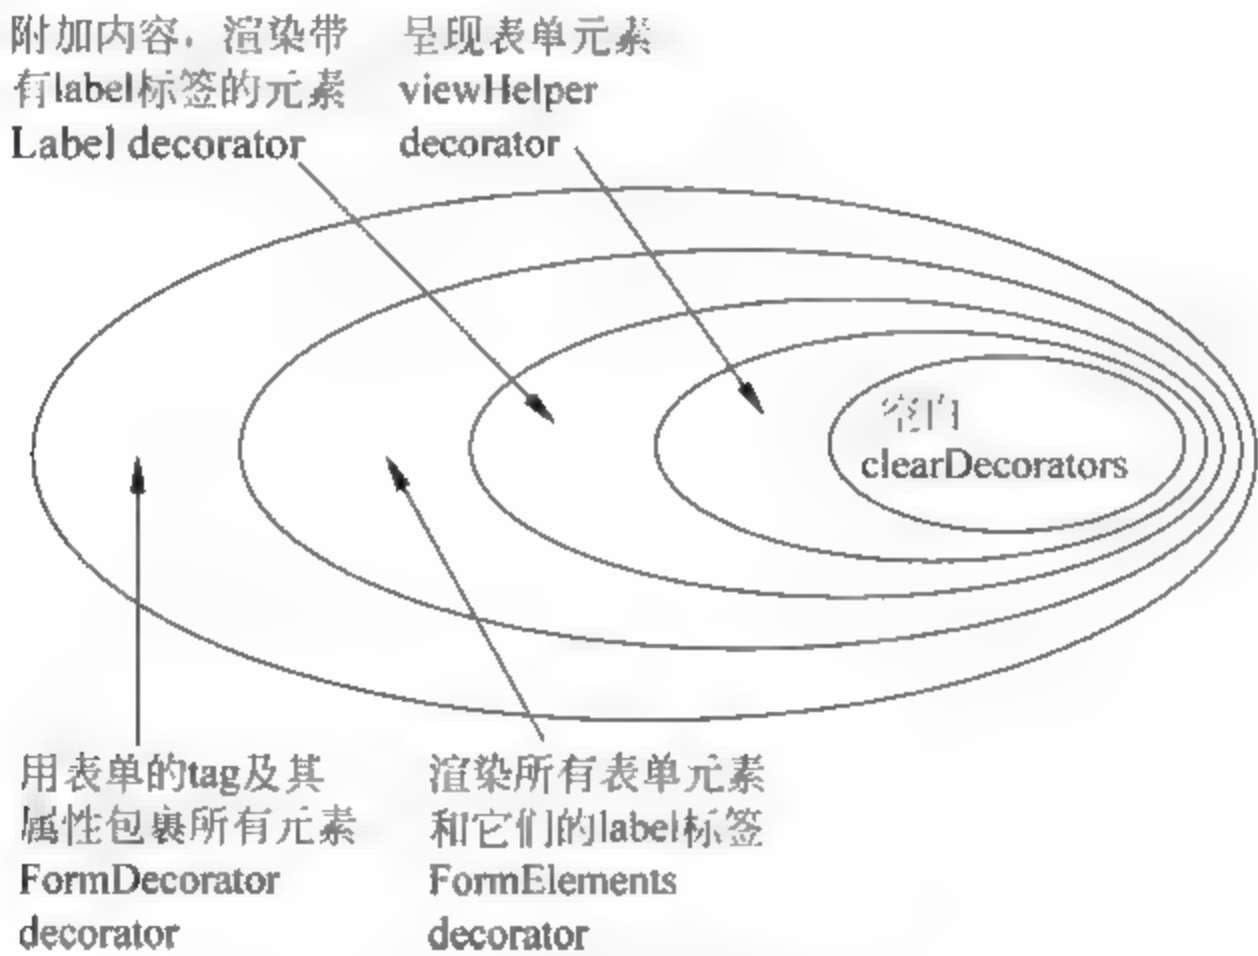 附加内容，渲染带
有label标签的元素
Label decorator
呈现表单元素
viewHelper
decorator
空白
clearDecorators
用表单的tag及其
属性包裹所有元素
FormDecorator
decorator
渲染所有表单元素
和它们的label标签
FormElements
decorator